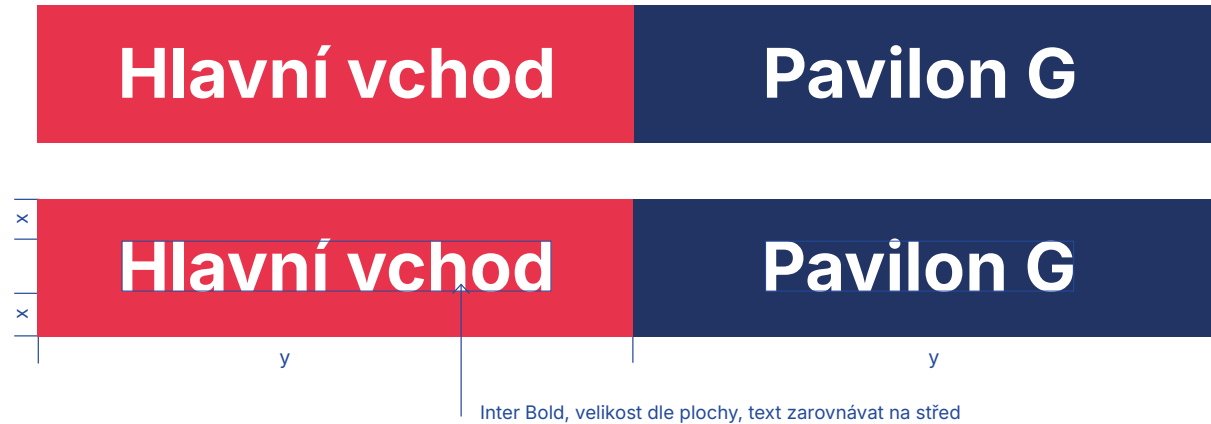 Hlavní vchod Pavilon G
x
Hlavní vchod Pavilon G
x
y y
Inter Bold, velikost dle plochy, text zarovnávat na střed